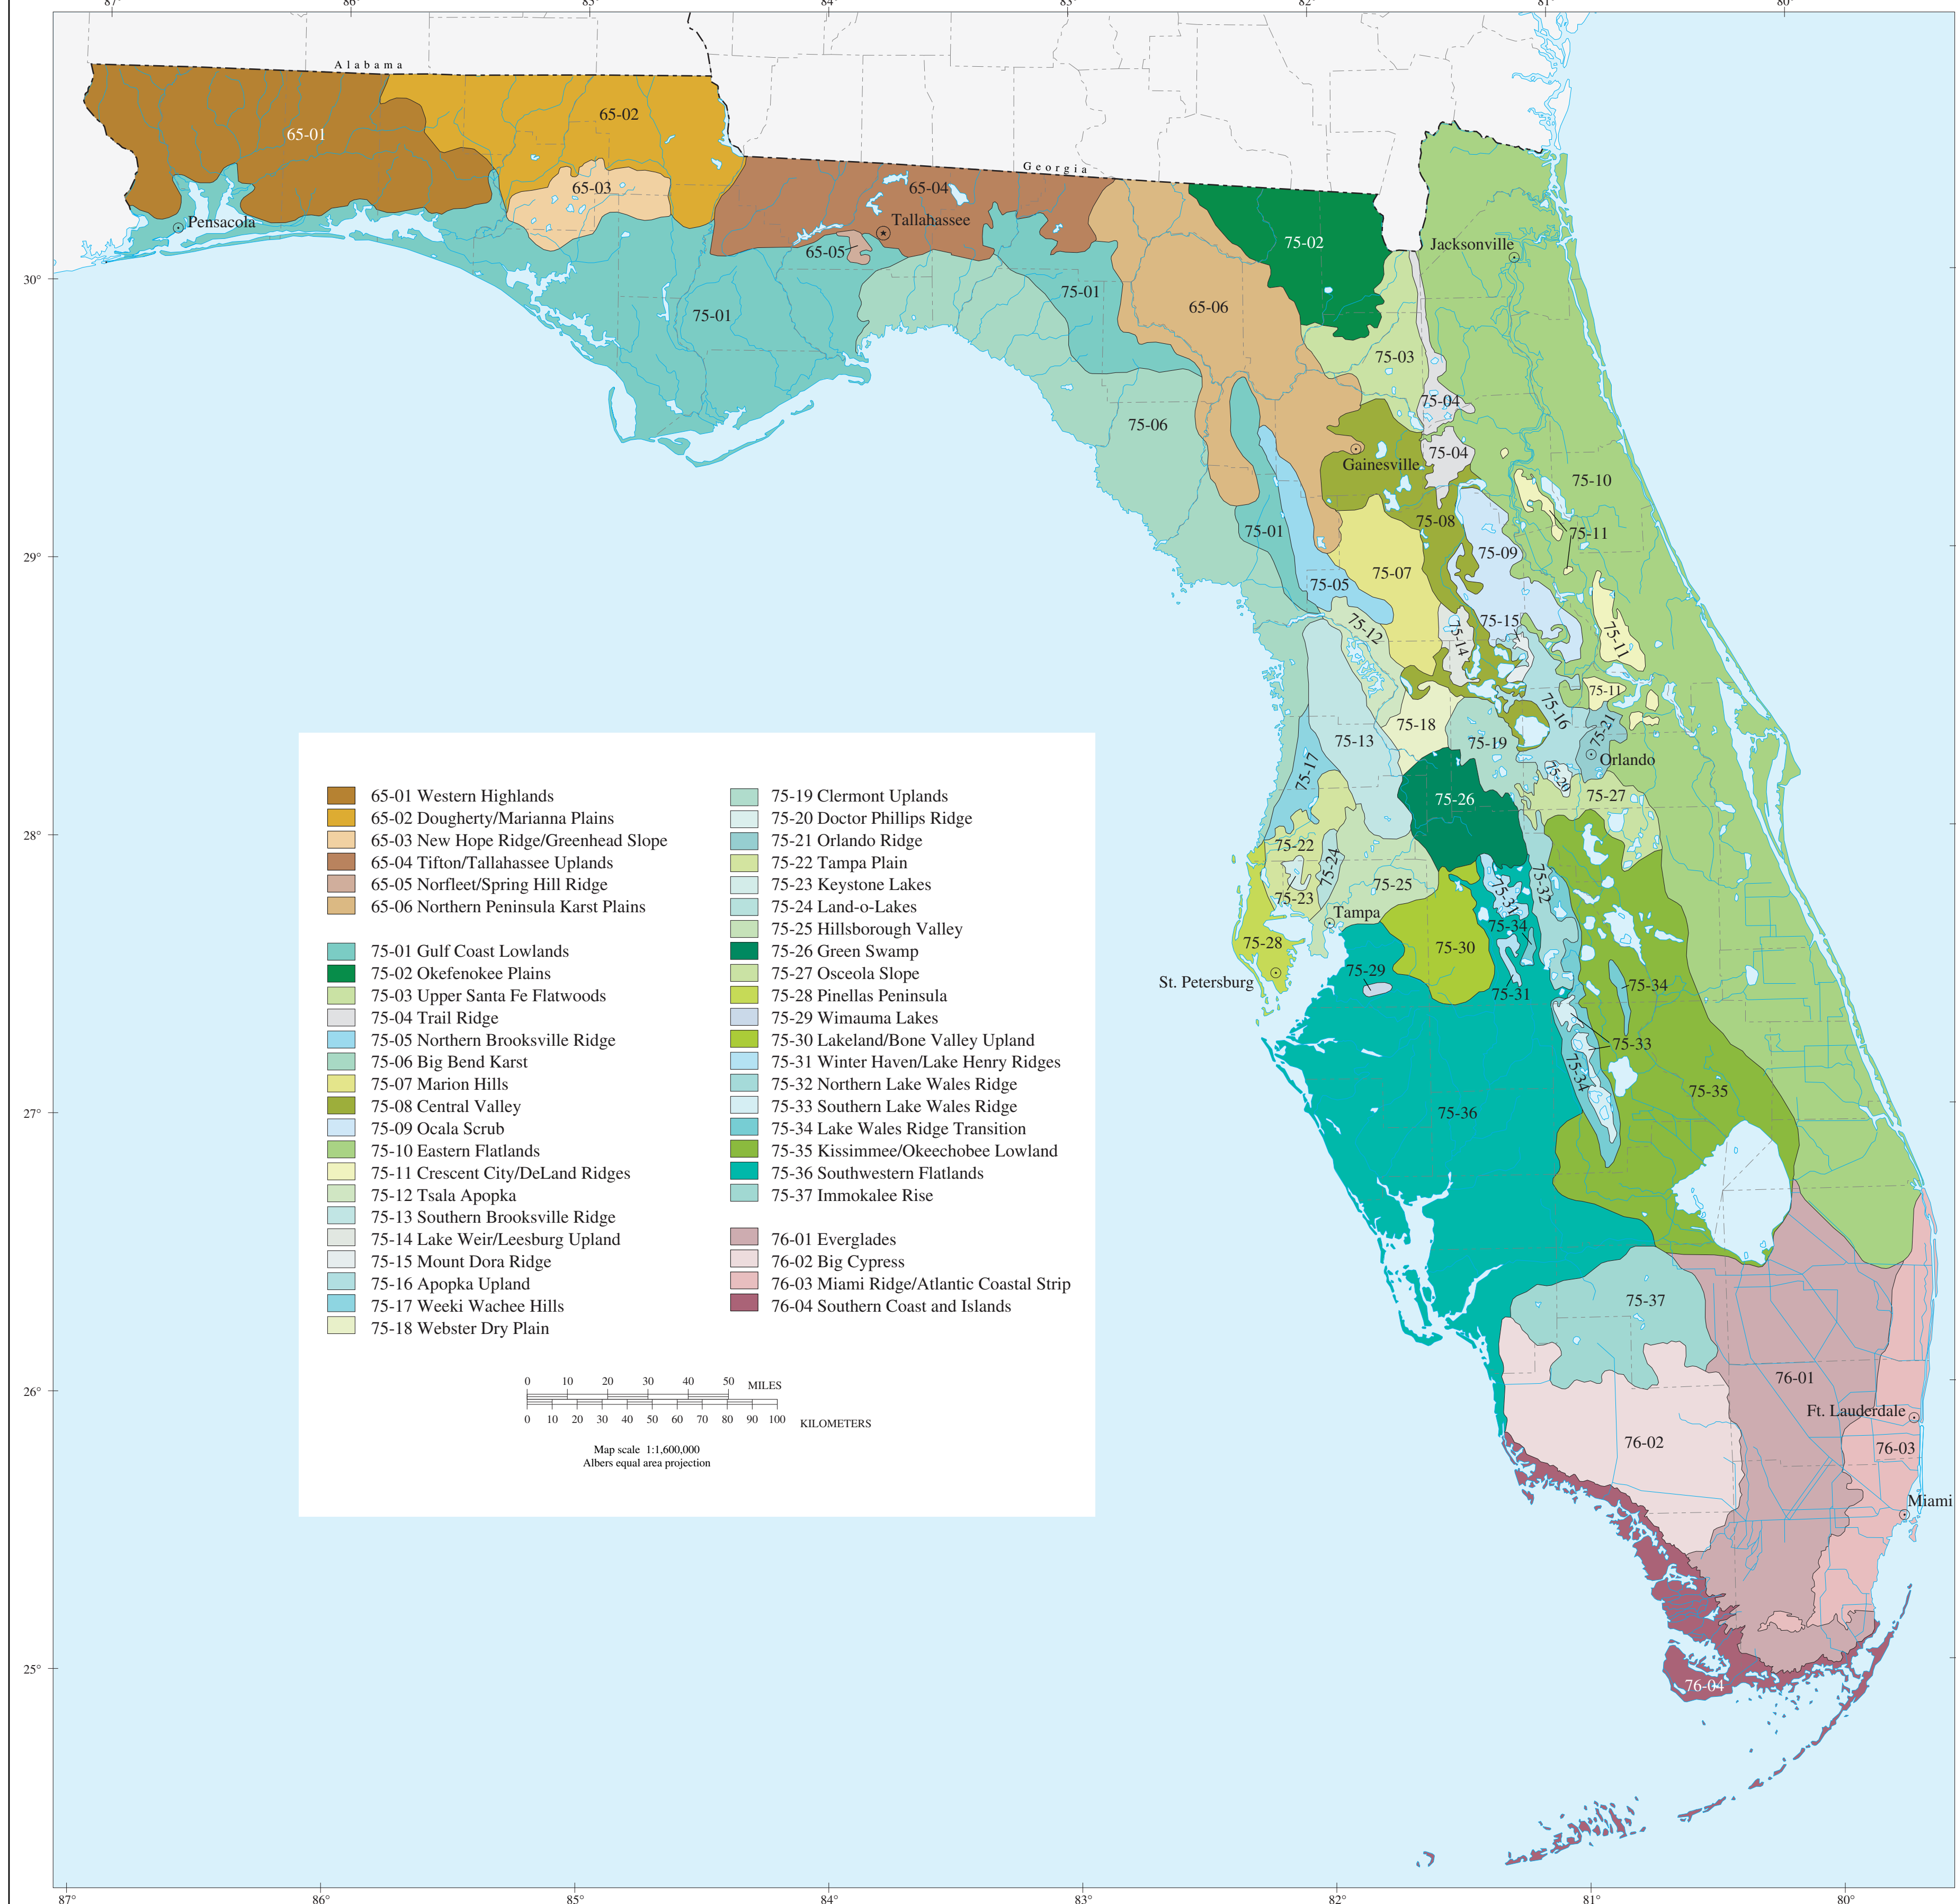 87° 86° 84° 83° 82° 81° 80°
Alabama
65-02
65-01
Georgia
65-03
65-04
Pensacola
Tallahassee
75-02
Jacksonville
65-05
30°
75-01
75-01
65-06
75-03
75-04
75-06
75-04
Gainesville
75-10
75-08
75-01
75-11
29°
75-09
75-07
75-05
75-15
75-12
75-14
75-11
75-11
75-18
75-16
75-21
75-13
75-19
Orlando
75-17
75-20
75-26
75-27
28°
75-22
75-24
75-25
75-32
75-31
75-23
Tampa
75-34
75-28
75-30
75-29
St. Petersburg
75-34
75-31
75-33
75-34
75-35
27°
75-36
65-01 Western Highlands
65-02 Dougherty/Marianna Plains
65-03 New Hope Ridge/Greenhead Slope
65-04 Tifton/Tallahassee Uplands
65-05 Norfleet/Spring Hill Ridge
65-06 Northern Peninsula Karst Plains
75-01 Gulf Coast Lowlands
75-02 Okefenokee Plains
75-03 Upper Santa Fe Flatwoods
75-04 Trail Ridge
75-05 Northern Brooksville Ridge
75-06 Big Bend Karst
75-07 Marion Hills
75-08 Central Valley
75-09 Ocala Scrub
75-10 Eastern Flatlands
75-11 Crescent City/DeLand Ridges
75-12 Tsala Apopka
75-13 Southern Brooksville Ridge
75-14 Lake Weir/Leesburg Upland
75-15 Mount Dora Ridge
75-16 Apopka Upland
75-17 Weeki Wachee Hills
75-18 Webster Dry Plain
75-19 Clermont Uplands
75-20 Doctor Phillips Ridge
75-21 Orlando Ridge
75-22 Tampa Plain
75-23 Keystone Lakes
75-24 Land-o-Lakes
75-25 Hillsborough Valley
75-26 Green Swamp
75-27 Osceola Slope
75-28 Pinellas Peninsula
75-29 Wimauma Lakes
75-30 Lakeland/Bone Valley Upland
75-31 Winter Haven/Lake Henry Ridges
75-32 Northern Lake Wales Ridge
75-33 Southern Lake Wales Ridge
75-34 Lake Wales Ridge Transition
75-35 Kissimmee/Okeechobee Lowland
75-36 Southwestern Flatlands
75-37 Immokalee Rise
76-01 Everglades
76-02 Big Cypress
76-03 Miami Ridge/Atlantic Coastal Strip
76-04 Southern Coast and Islands
0 10 20 30 40 50 MILES
0 10 20 30 40 50 60 70 80 90 100 KILOMETERS
Map scale 1:1,600,000
Albers equal area projection
75-37
26°
76-01
Ft. Lauderdale
76-02
76-03
Miami
25°
76-04
87° 86° 85° 84° 83° 82° 81° 80°